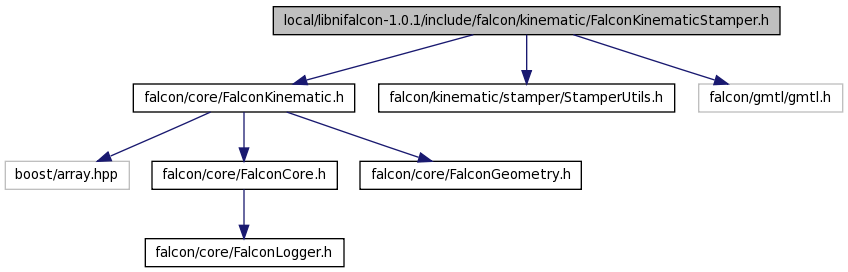 local/libnifalcon-1.0.1/include/falcon/kinematic/FalconKinematicStamper.h
falcon/core/FalconKinematic.h
falcon/kinematic/stamper/StamperUtils.h
falcon/gmtl/gmtl.h
boost/array.hpp
falcon/core/FalconCore.h
falcon/core/FalconGeometry.h
falcon/core/FalconLogger.h